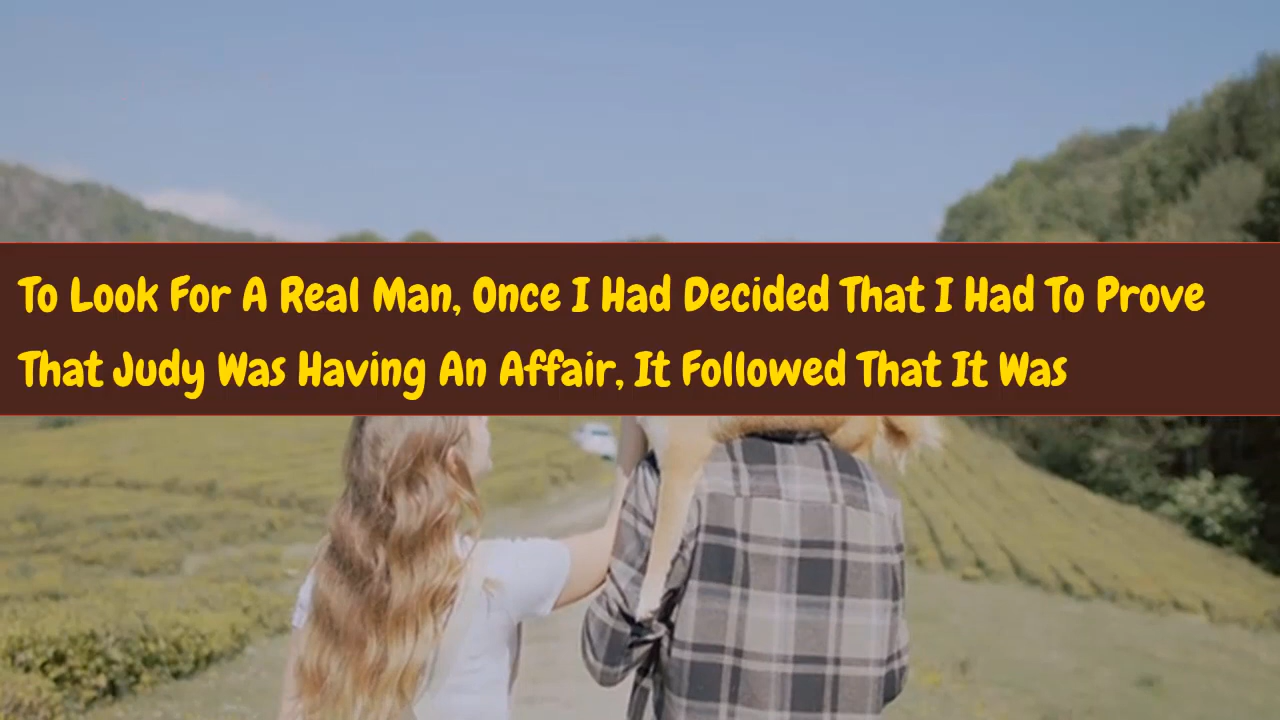 To Look For A Real Man, Once I Had Decided That I Had To Prove
That Judy Was Having An Affair, It Followed That It Was